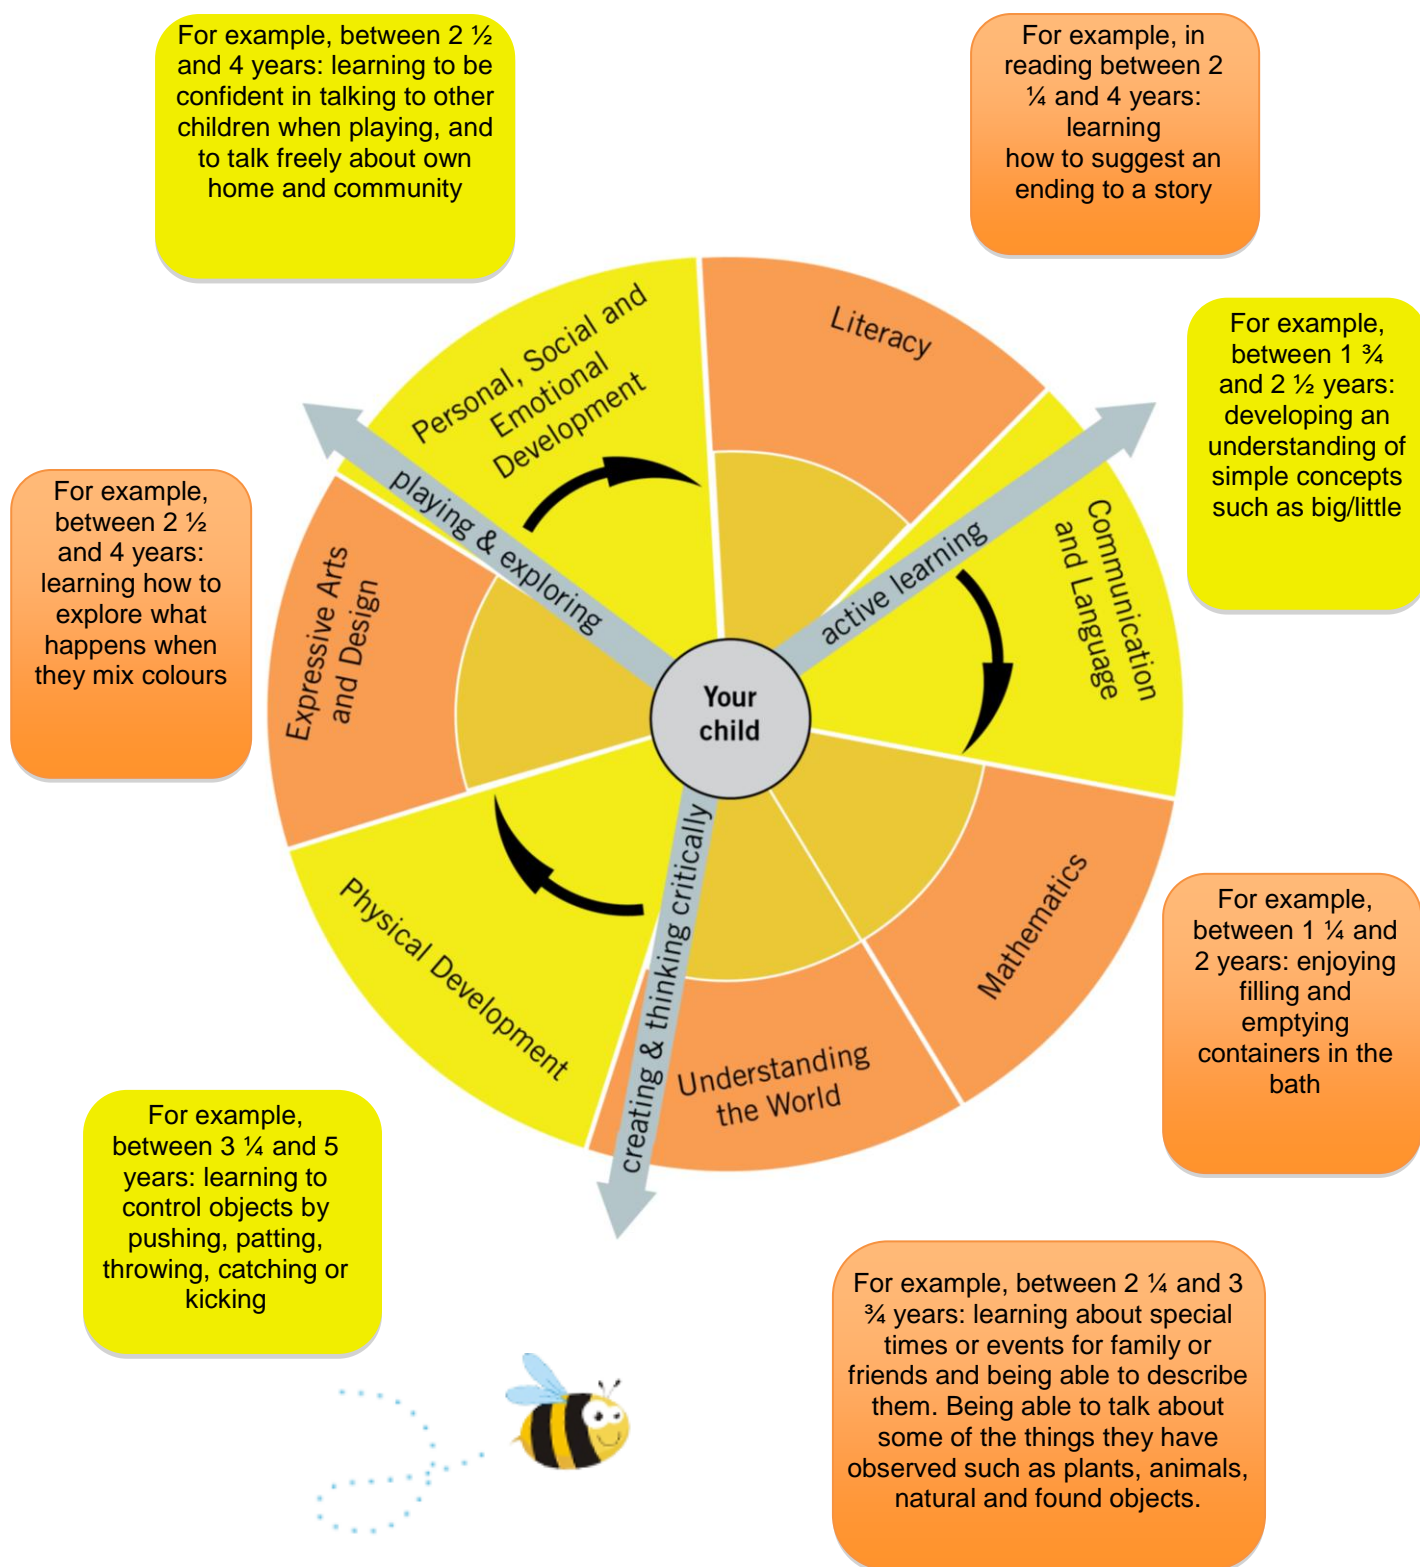 For example, between 2 ½
and 4 years: learning to be
confident in talking to other
children when playing, and
to talk freely about own
home and community
For example, in
reading between 2
¼ and 4 years:
learning
how to suggest an
ending to a story
For example,
between 1 ¾
and 2 ½ years:
developing an
understanding of
simple concepts
such as big/little
For example,
between 2 ½
and 4 years:
learning how to
explore what
happens when
they mix colours
Personal, Social and
Emotional
Development
Literacy
Communication
and Language
Expressive Arts
and Design
playing & exploring
active learning
Your
child
creating & thinking critically
Physical Development
Understanding
the World
Mathematics
For example,
between 1 ¼ and
2 years: enjoying
filling and
emptying
containers in the
bath
For example,
between 3 ¼ and 5
years: learning to
control objects by
pushing, patting,
throwing, catching or
kicking
For example, between 2 ¼ and 3
¾ years: learning about special
times or events for family or
friends and being able to describe
them. Being able to talk about
some of the things they have
observed such as plants, animals,
natural and found objects.